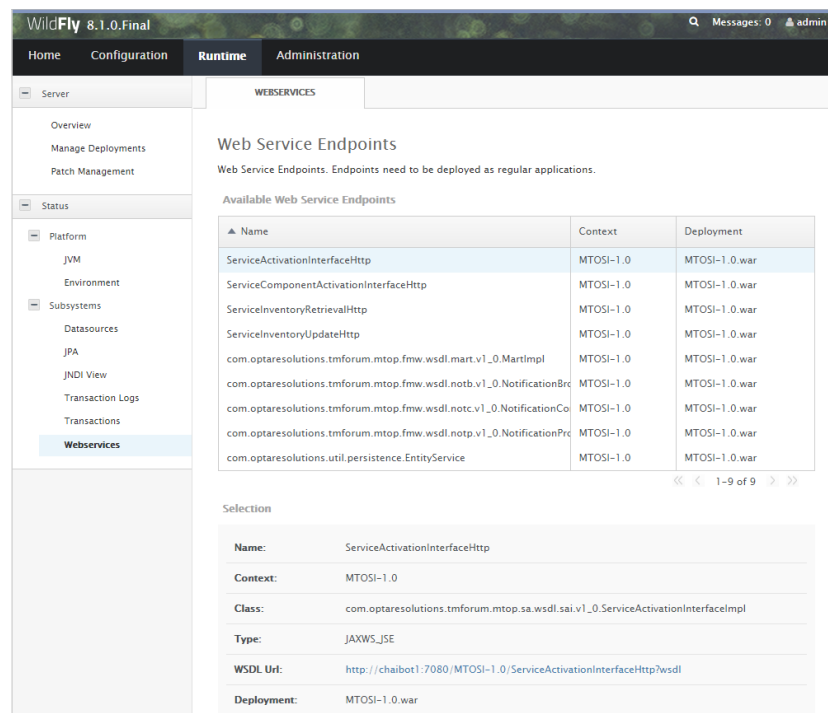 WildFly 8.1.0.Final Messages: 0 admin
Home Configuration Runtime Administration
Server
Overview
Manage Deployments
Patch Management
Status
Platform
JVM
Environment
Subsystems
Datasources
JPA
JNDI View
Transaction Logs
Transactions
Webservices
WEBSERVICES
Web Service Endpoints
Web Service Endpoints. Endpoints need to be deployed as regular applications.
Available Web Service Endpoints
Name Context Deployment
ServiceActivationInterfaceHttp MTOSI-1.0 MTOSI-1.0.war
ServiceComponentActivationInterfaceHttp MTOSI-1.0 MTOSI-1.0.war
ServiceInventoryRetrievalHttp MTOSI-1.0 MTOSI-1.0.war
ServiceInventoryUpdateHttp MTOSI-1.0 MTOSI-1.0.war
com.optaresolutions.tmforum.mtop.fmw.wsdl.mart.v1_0.MartImpl MTOSI-1.0 MTOSI-1.0.war
com.optaresolutions.tmforum.mtop.fmw.wsdl.notb.v1_0.NotificationBro MTOSI-1.0 MTOSI-1.0.war
com.optaresolutions.tmforum.mtop.fmw.wsdl.notc.v1_0.NotificationCo MTOSI-1.0 MTOSI-1.0.war
com.optaresolutions.tmforum.mtop.fmw.wsdl.notp.v1_0.NotificationPro MTOSI-1.0 MTOSI-1.0.war
com.optaresolutions.util.persistence.EntityService MTOSI-1.0 MTOSI-1.0.war
1-9 of 9
Selection
Name: ServiceActivationInterfaceHttp
Context: MTOSI-1.0
Class: com.optaresolutions.tmforum.mtop.sa.wsdl.sai.v1_0.ServiceActivationInterfaceImpl
Type: JAXWS_JSE
WSDL Url: http://chaibot1:7080/MTOSI-1.0/ServiceActivationInterfaceHttp?wsdl
Deployment: MTOSI-1.0.war